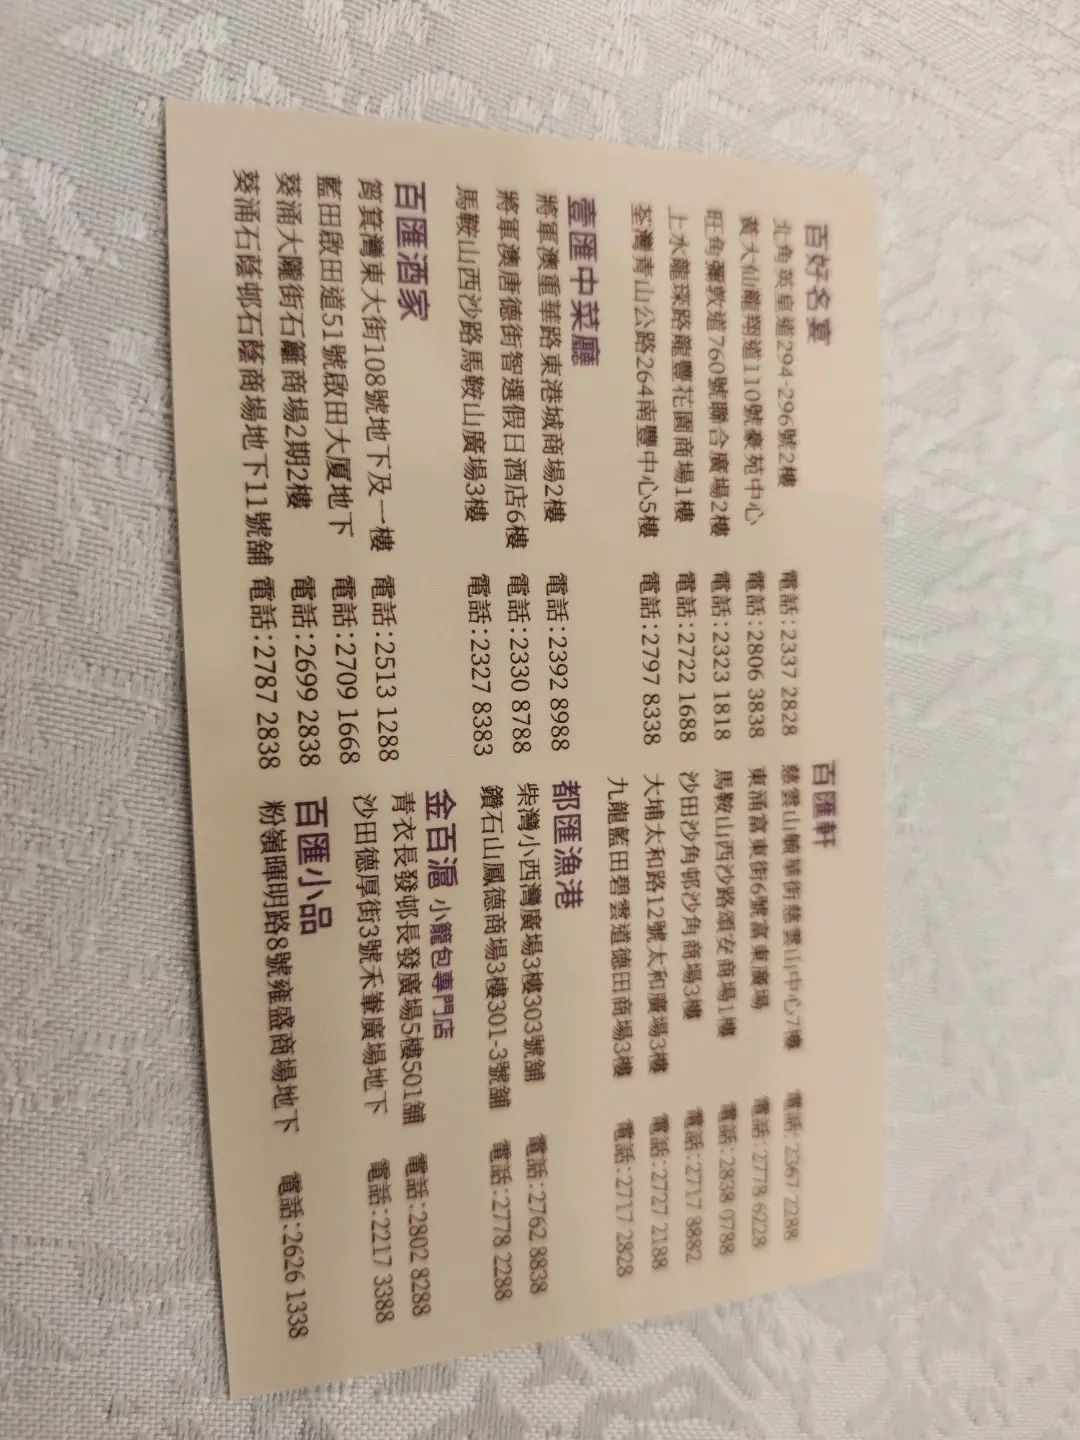 百好名宴
北角英皇道294-296號2樓 電話:2337 2828
黃大仙龍翔道110號豪苑中心 電話:2806 3838
旺角彌敦道760號聯合廣場2樓 電話:2323 1818
上水龍琛路龍豐花園商場1樓 電話:2722 1688
荃灣青山公路264南豐中心5樓 電話:2797 8338
壹匯中菜廳
將軍澳重華路東港城商場2樓 電話:2392 8988
將軍澳唐德街智選假日酒店6樓 電話:2330 8788
馬鞍山西沙路馬鞍山廣場3樓 電話:2327 8383
百匯酒家
筲箕灣東大街108號地下及一樓 電話:2513 1288
藍田啟田道51號啟田大厦地下 電話:2709 1668
葵涌大隴街石籬商場2期2樓 電話:2699 2838
葵涌石蔭邨石蔭商場地下11號舖 電話:2787 2838
百匯軒
慈雲山毓華街慈雲山中心7樓 電話:2367 2288
東涌富東街6號富東廣場 電話:2778 6228
馬鞍山西沙路頌安商場1樓 電話:2838 0788
沙田沙角邨沙角商場3樓 電話:2717 8882
大埔太和路12號太和廣場3樓 電話:2727 2188
九龍藍田碧雲道德田商場3樓 電話:2717 2828
都匯漁港
柴灣小西灣廣場3樓303號舖 電話:2762 8838
鑽石山鳳德商場3樓301-3號舖 電話:2778 2288
金百滬 小籠包專門店
青衣長發邨長發廣場5樓501舖 電話:2802 8288
沙田德厚街3號禾輋廣場地下 電話:2217 3388
百匯小品
粉嶺暉明路8號雍盛商場地下 電話:2626 1338